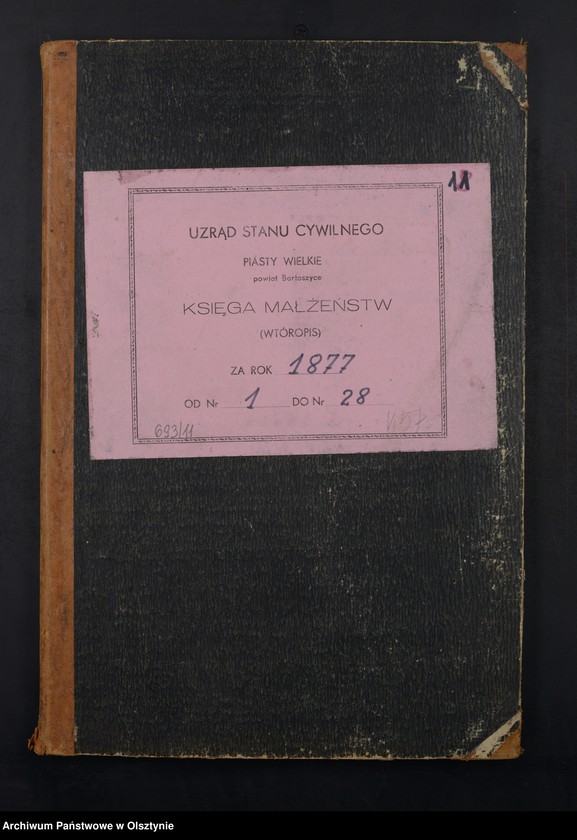 11
UZRĄD STANU CYWILNEGO
PIASTY WIELKIE
powiat Bartoszyce
KSIĘGA MAŁŻEŃSTW
(WTÓROPIS)
ZA ROK 1877
OD Nr 1 DO Nr 28
693/11
Archiwum Państwowe w Olsztynie